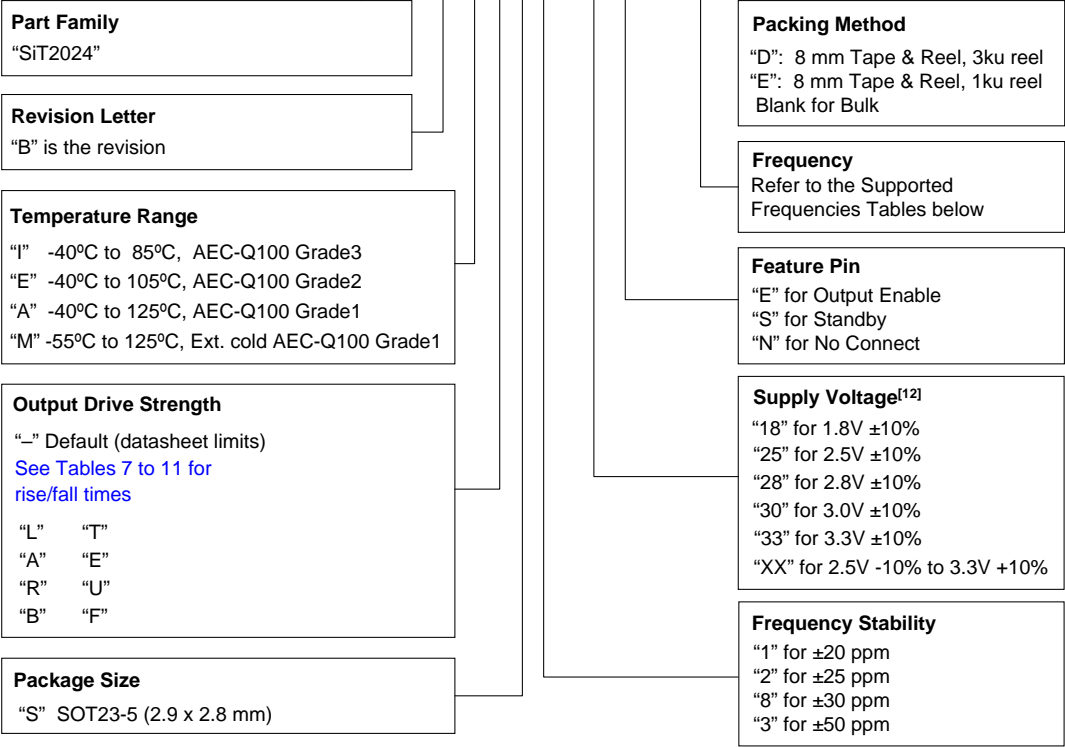 Part Family
“SiT2024”
Revision Letter
“B” is the revision
Temperature Range
“I” -40ºC to 85ºC, AEC-Q100 Grade3
“E” -40ºC to 105ºC, AEC-Q100 Grade2
“A” -40ºC to 125ºC, AEC-Q100 Grade1
“M” -55ºC to 125ºC, Ext. cold AEC-Q100 Grade1
Output Drive Strength
“–” Default (datasheet limits)
See Tables 7 to 11 for
rise/fall times
“L” “T”
“A” “E”
“R” “U”
“B” “F”
Package Size
“S” SOT23-5 (2.9 x 2.8 mm)
Packing Method
“D”: 8 mm Tape & Reel, 3ku reel
“E”: 8 mm Tape & Reel, 1ku reel
Blank for Bulk
Frequency
Refer to the Supported
Frequencies Tables below
Feature Pin
“E” for Output Enable
“S” for Standby
“N” for No Connect
Supply Voltage[12]
“18” for 1.8V ±10%
“25” for 2.5V ±10%
“28” for 2.8V ±10%
“30” for 3.0V ±10%
“33” for 3.3V ±10%
“XX” for 2.5V -10% to 3.3V +10%
Frequency Stability
“1” for ±20 ppm
“2” for ±25 ppm
“8” for ±30 ppm
“3” for ±50 ppm